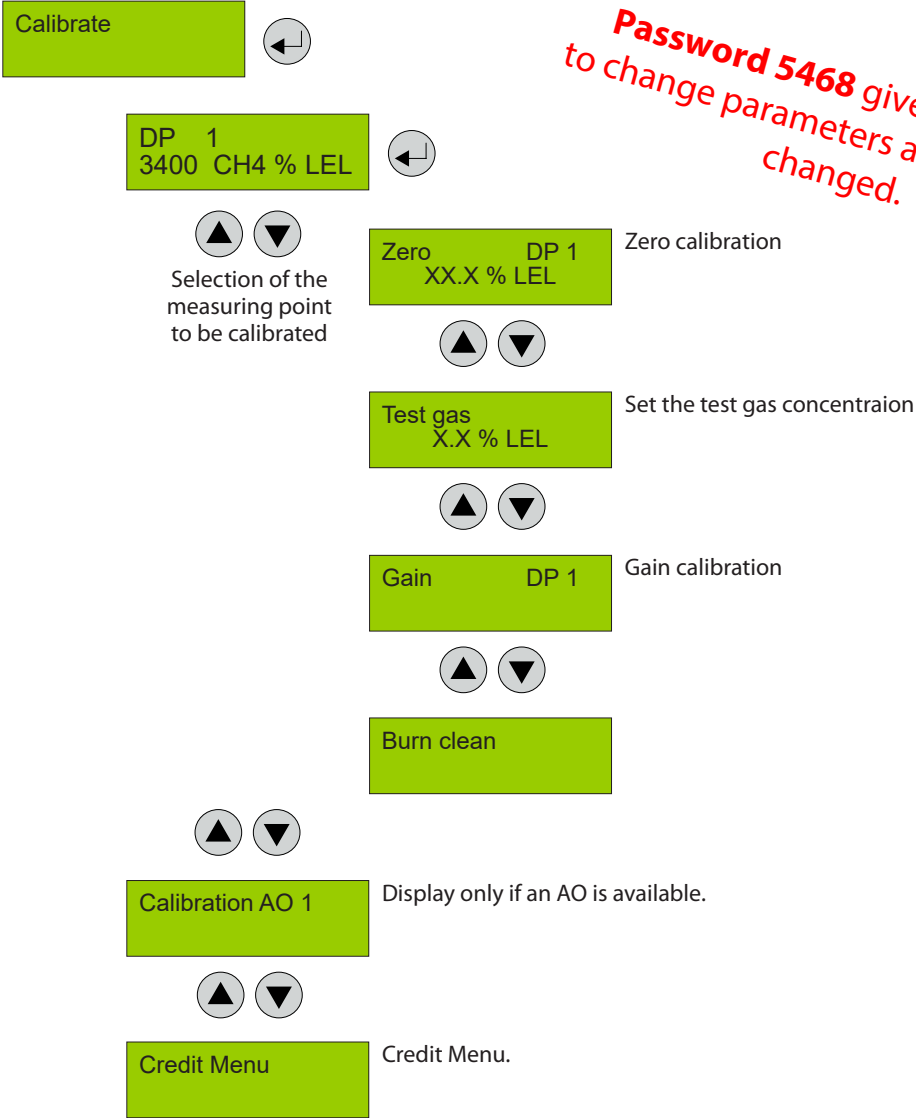 Calibrate
Password 5468 give
to change parameters a
changed.
DP 1
3400 CH4 % LEL
Selection of the
measuring point
to be calibrated
Zero DP 1
XX.X % LEL
Zero calibration
Test gas
X.X % LEL
Set the test gas concentraion
Gain DP 1
Gain calibration
Burn clean
Calibration AO 1
Display only if an AO is available.
Credit Menu
Credit Menu.